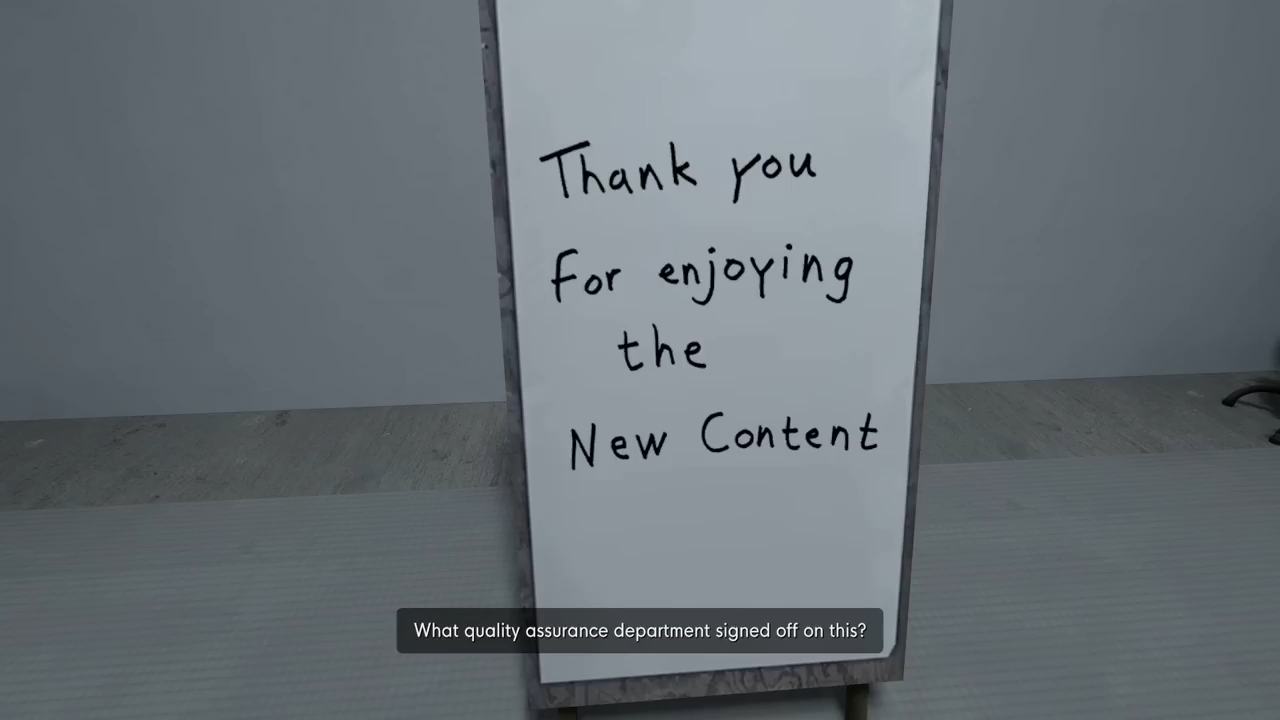 Thank you
for enjoying
the
New Content
What quality assurance department signed off on this?